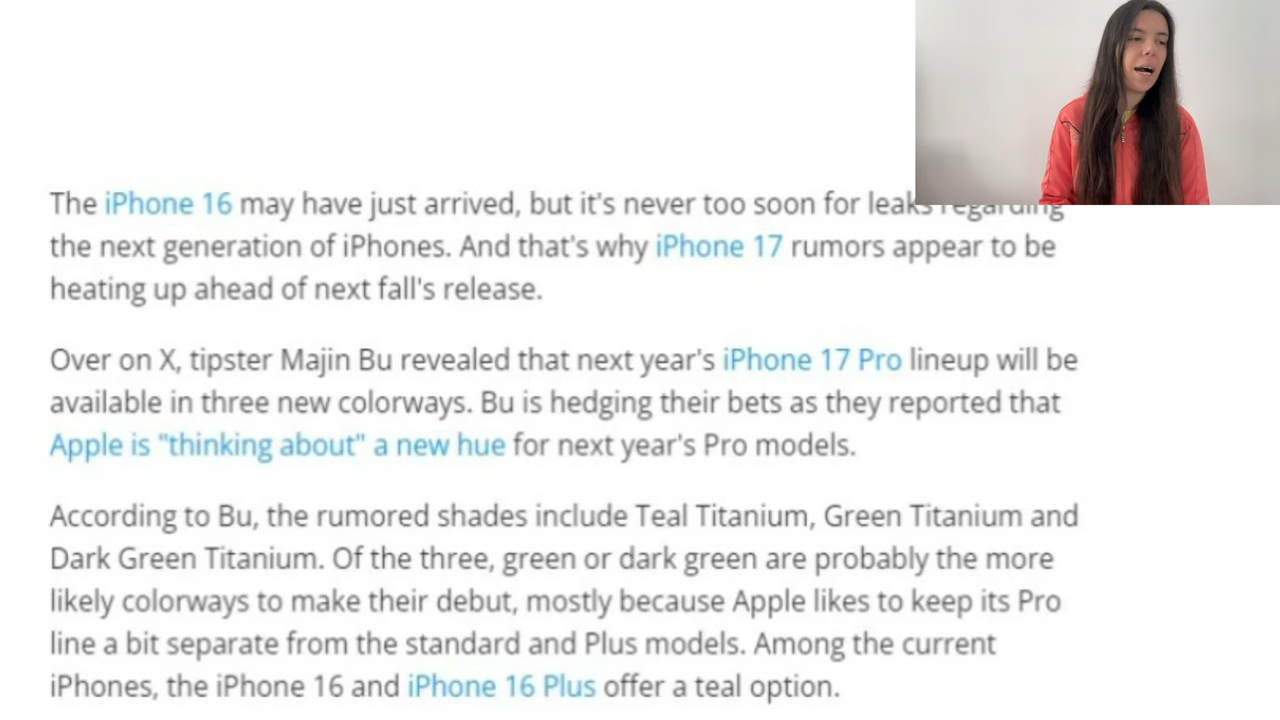 The iPhone 16 may have just arrived, but it's never too soon for leaks regarding
the next generation of iPhones. And that's why iPhone 17 rumors appear to be
heating up ahead of next fall's release.
Over on X, tipster Majin Bu revealed that next year's iPhone 17 Pro lineup will be
available in three new colorways. Bu is hedging their bets as they reported that
Apple is "thinking about" a new hue for next year's Pro models.
According to Bu, the rumored shades include Teal Titanium, Green Titanium and
Dark Green Titanium. Of the three, green or dark green are probably the more
likely colorways to make their debut, mostly because Apple likes to keep its Pro
line a bit separate from the standard and Plus models. Among the current
iPhones, the iPhone 16 and iPhone 16 Plus offer a teal option.